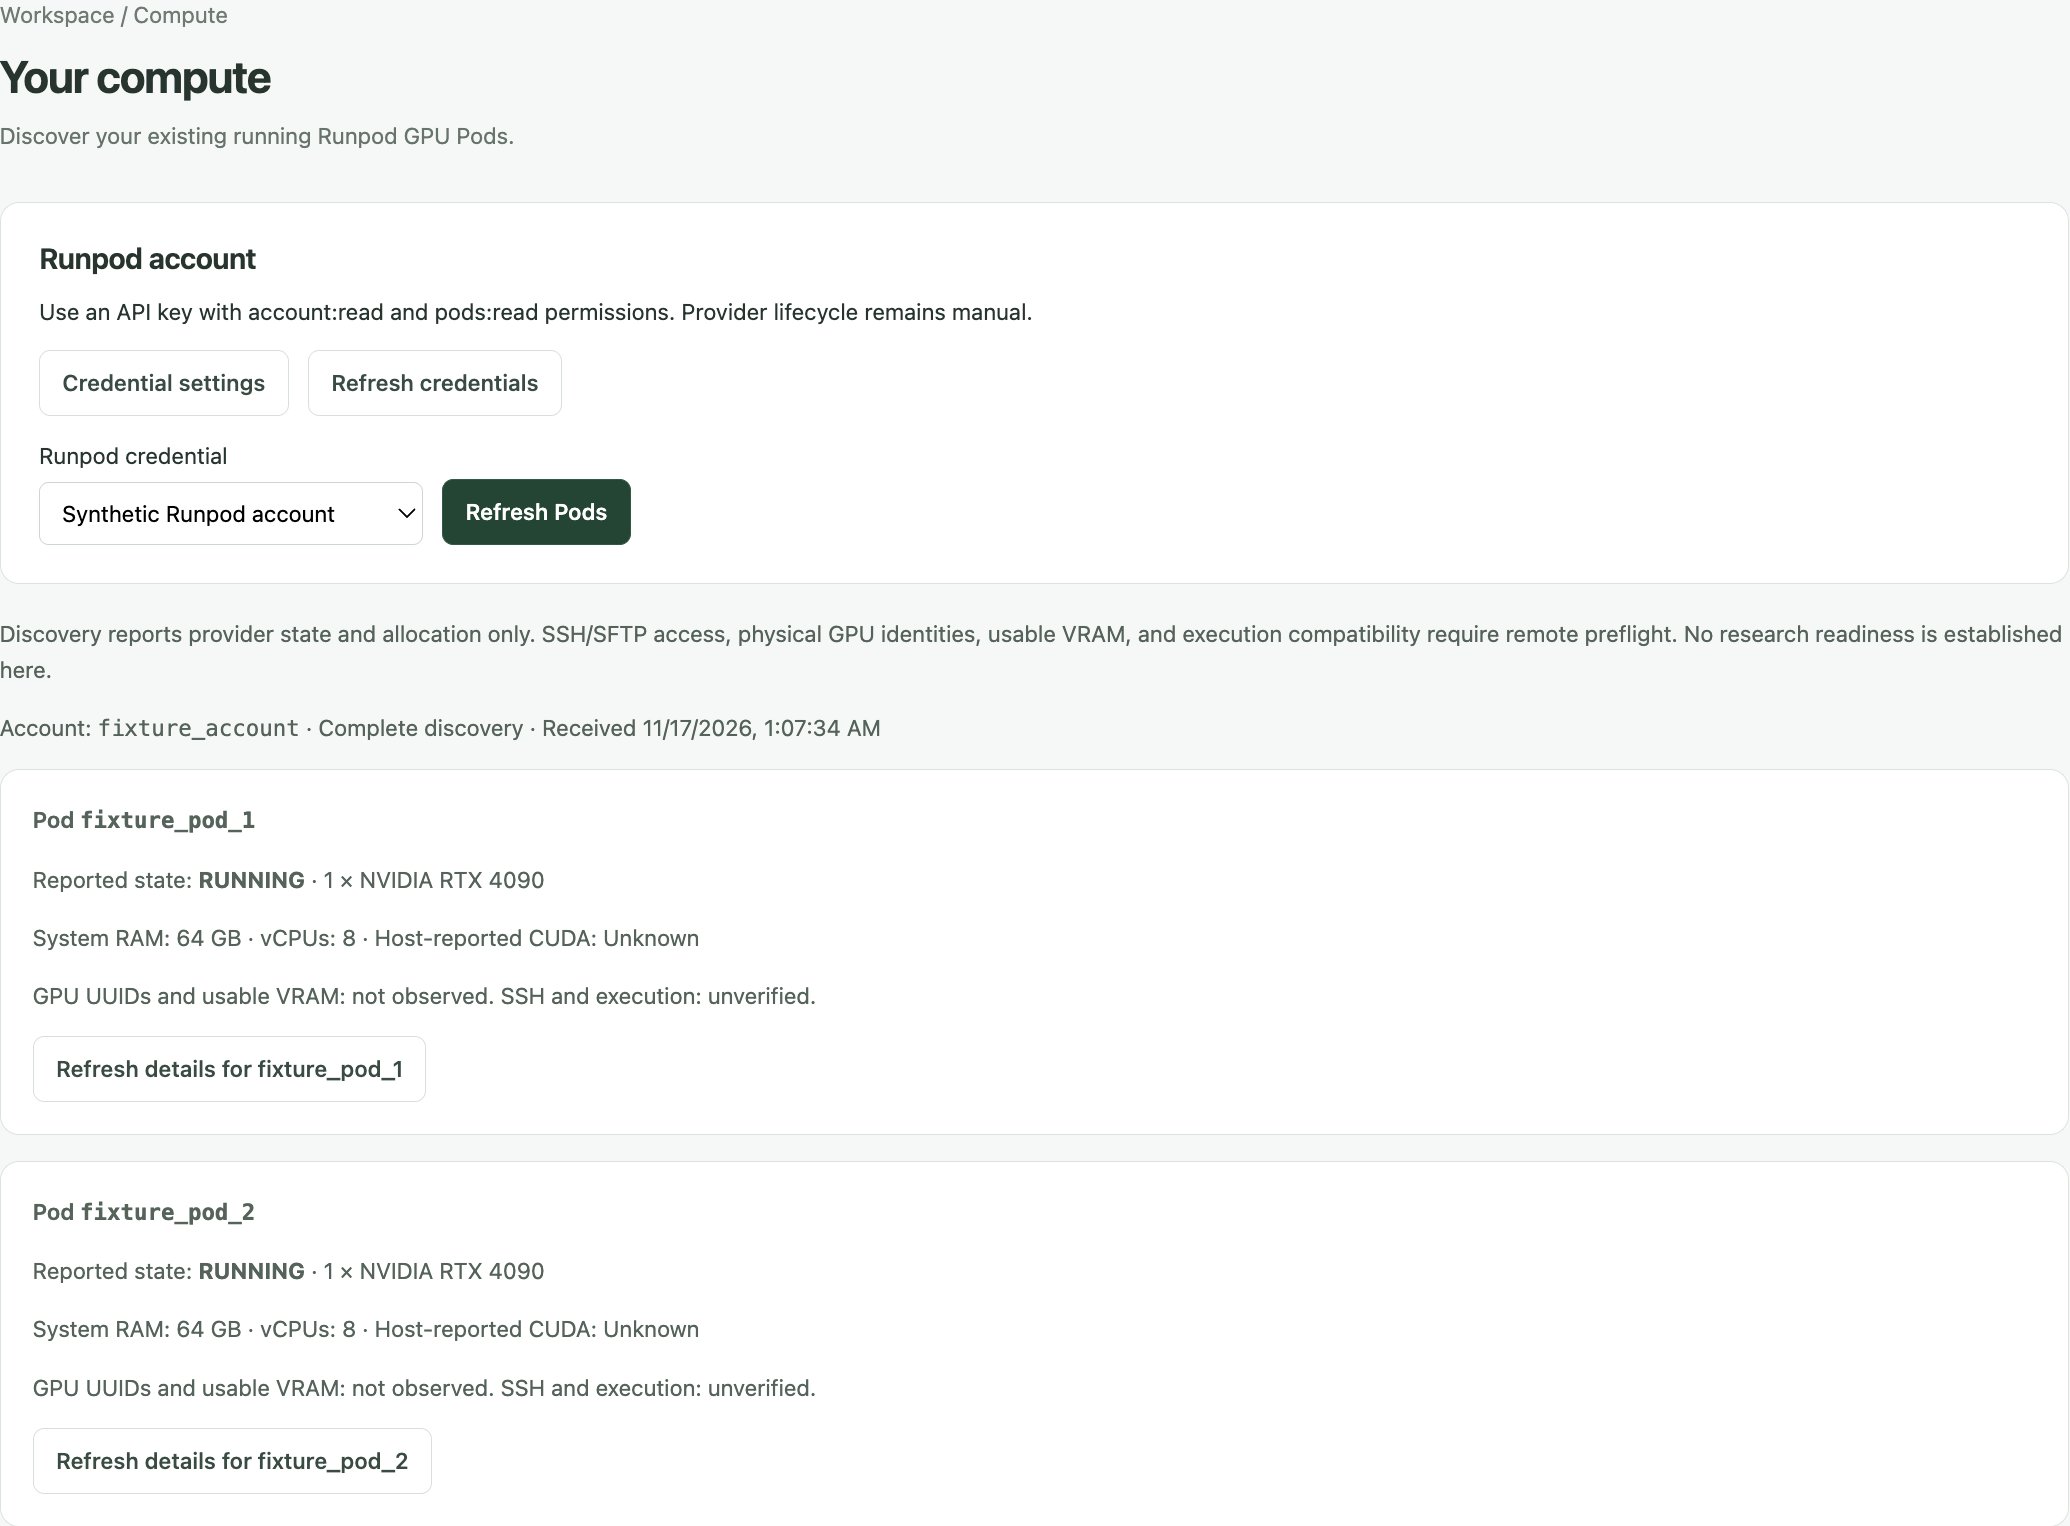 Workspace / Compute
Your compute
Discover your existing running Runpod GPU Pods.
Runpod account
Use an API key with account:read and pods:read permissions. Provider lifecycle remains manual.
Credential settings
Refresh credentials
Runpod credential
Synthetic Runpod account
Refresh Pods
Discovery reports provider state and allocation only. SSH/SFTP access, physical GPU identities, usable VRAM, and execution compatibility require remote preflight. No research readiness is established
here.
Account: fixture_account · Complete discovery · Received 11/17/2026, 1:07:34 AM
Pod fixture_pod_1
Reported state: RUNNING · 1 × NVIDIA RTX 4090
System RAM: 64 GB · vCPUs: 8 · Host-reported CUDA: Unknown
GPU UUIDs and usable VRAM: not observed. SSH and execution: unverified.
Refresh details for fixture_pod_1
Pod fixture_pod_2
Reported state: RUNNING · 1 × NVIDIA RTX 4090
System RAM: 64 GB · vCPUs: 8 · Host-reported CUDA: Unknown
GPU UUIDs and usable VRAM: not observed. SSH and execution: unverified.
Refresh details for fixture_pod_2